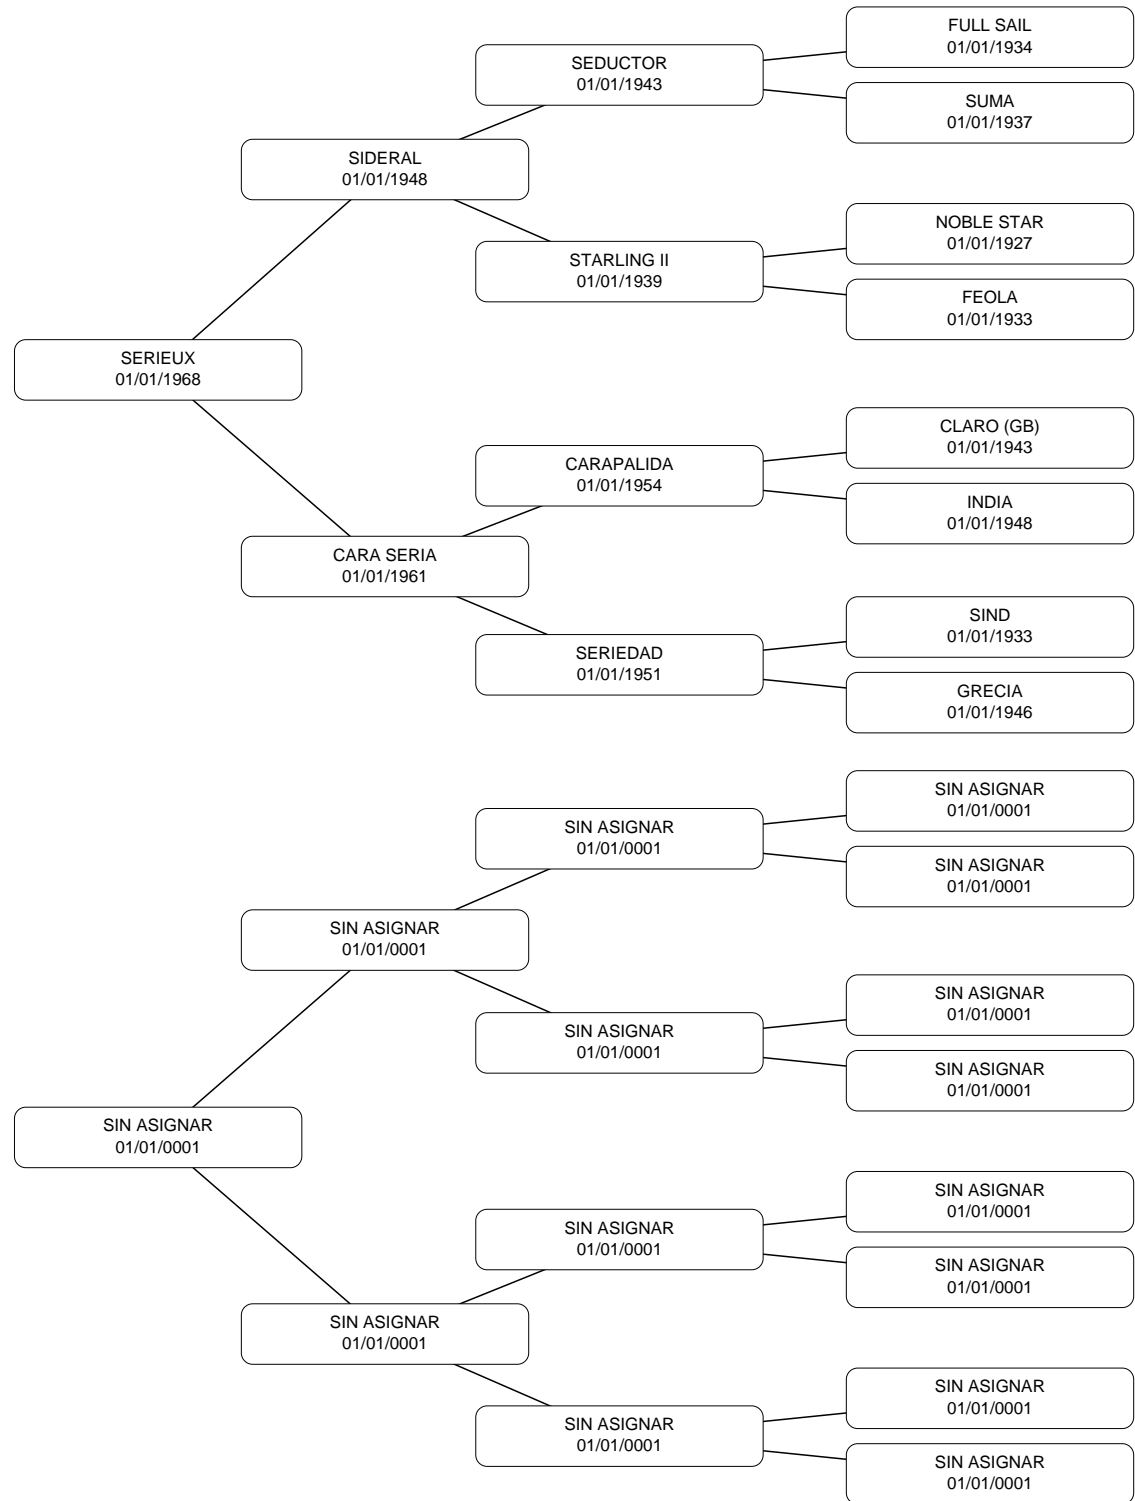 FULL SAIL
01/01/1934
SEDUCTOR
01/01/1943
SUMA
01/01/1937
SIDERAL
01/01/1948
NOBLE STAR
01/01/1927
STARLING II
01/01/1939
FEOLA
01/01/1933
SERIEUX
01/01/1968
CLARO (GB)
01/01/1943
CARAPALIDA
01/01/1954
INDIA
01/01/1948
CARA SERIA
01/01/1961
SIND
01/01/1933
SERIEDAD
01/01/1951
GRECIA
01/01/1946
SIN ASIGNAR
01/01/0001
SIN ASIGNAR
01/01/0001
SIN ASIGNAR
01/01/0001
SIN ASIGNAR
01/01/0001
SIN ASIGNAR
01/01/0001
SIN ASIGNAR
01/01/0001
SIN ASIGNAR
01/01/0001
SIN ASIGNAR
01/01/0001
SIN ASIGNAR
01/01/0001
SIN ASIGNAR
01/01/0001
SIN ASIGNAR
01/01/0001
SIN ASIGNAR
01/01/0001
SIN ASIGNAR
01/01/0001
SIN ASIGNAR
01/01/0001
SIN ASIGNAR
01/01/0001